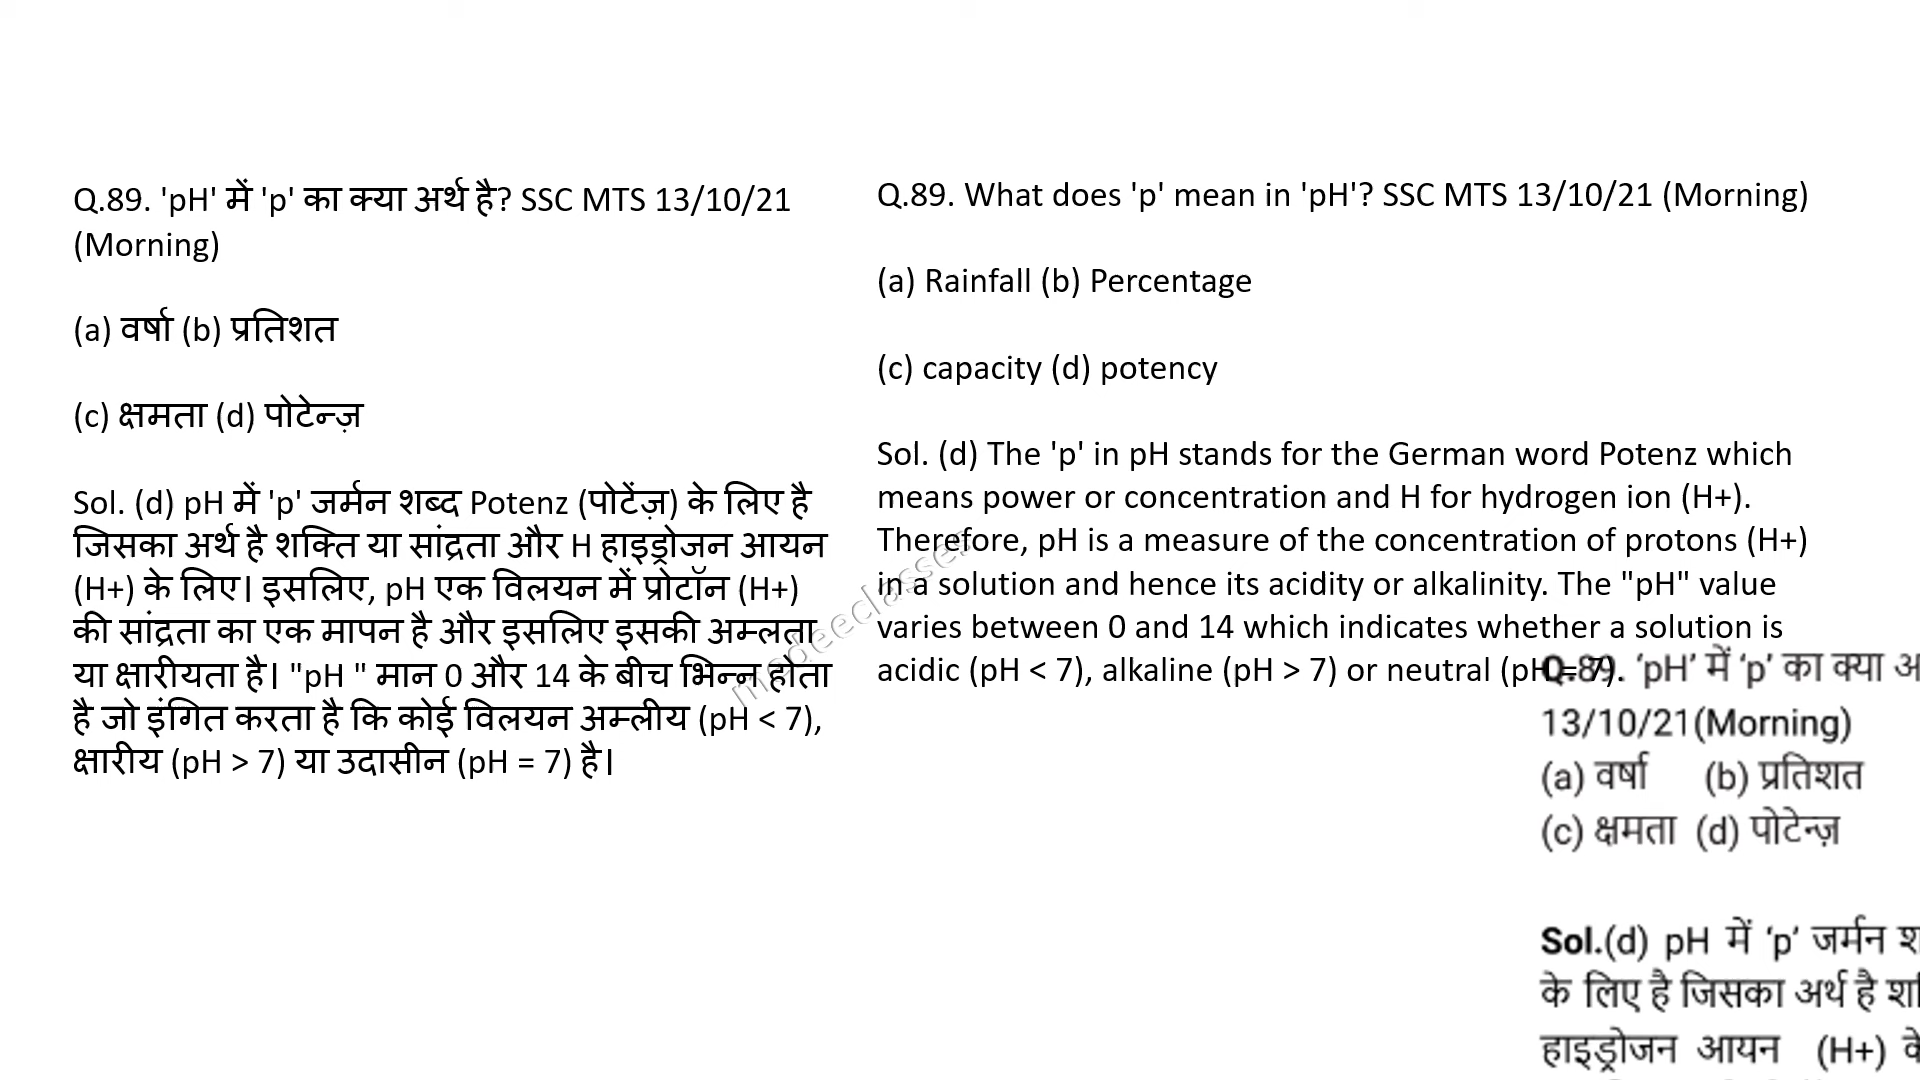 Q.89. 'pH' में 'p' का क्या अर्थ है? SSC MTS 13/10/21
(Morning)
(a) वर्षा (b) प्रतिशत
(c) क्षमता (d) पोटेन्ज़
Sol. (d) pH में 'p' जर्मन शब्द Potenz (पोटेंज़) के लिए है
जिसका अर्थ है शक्ति या सांद्रता और H हाइड्रोजन आयन
(H+) के लिए। इसलिए, pH एक विलयन में प्रोटॉन (H+)
की सांद्रता का एक मापन है और इसलिए इसकी अम्लता
या क्षारीयता है। "pH " मान 0 और 14 के बीच भिन्न होता
है जो इंगित करता है कि कोई विलयन अम्लीय (pH < 7),
क्षारीय (pH > 7) या उदासीन (pH = 7) है।
Q.89. What does 'p' mean in 'pH'? SSC MTS 13/10/21 (Morning)
(a) Rainfall (b) Percentage
(c) capacity (d) potency
Sol. (d) The 'p' in pH stands for the German word Potenz which
means power or concentration and H for hydrogen ion (H+).
Therefore, pH is a measure of the concentration of protons (H+)
in a solution and hence its acidity or alkalinity. The "pH" value
varies between 0 and 14 which indicates whether a solution is
acidic (pH < 7), alkaline (pH > 7) or neutral (pH = 7).
Q.89. ‘pH’ में ‘p’ का क्या
13/10/21(Morning)
(a) वर्षा (b) प्रतिशत
(c) क्षमता (d) पोटेन्ज़
Sol.(d) pH में ‘p’ जर्मन
के लिए है जिसका अर्थ है
हाइड्रोजन आयन (H+)